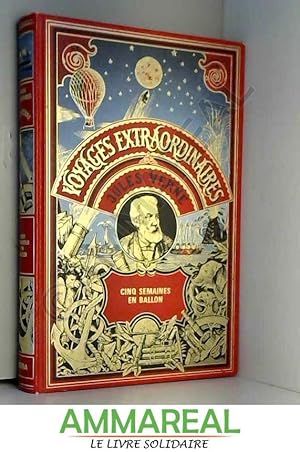 VOYAGES EXTRAORDINAIRES
JULES VERNE
CINQ SEMAINES
EN BALLON
AMMAREAL
LE LIVRE SOLIDAIRE